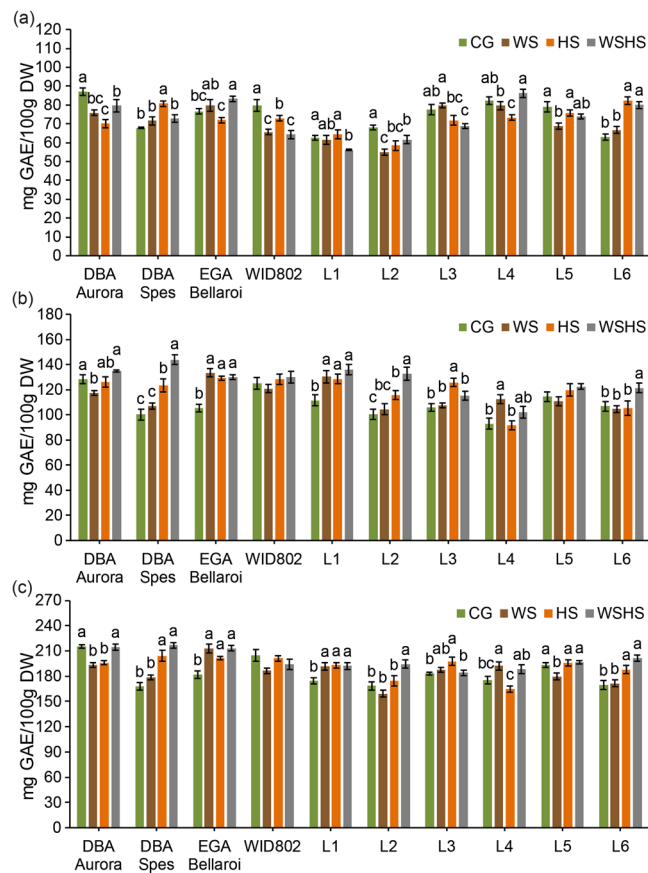 (a)
mg GAE/100g DW
120
110
100
90
80
70
60
50
40
30
20
10
0
CG WS HS WSHS
a bc c b
b b a b
bc ab c a
a c b c
a ab a b
a c bc b
ab a bc c
a b c a
a b a ab
b b a a
DBA DBA EGA WID802 L1 L2 L3 L4 L5 L6
Aurora Spes Bellaroi
(b)
mg GAE/100g DW
180
160
140
120
100
80
60
40
20
0
CG WS HS WSHS
a b ab a
c c b a
b a a a
b a a a
c bc b a
b b a b
b a b ab
b b b a
DBA DBA EGA WID802 L1 L2 L3 L4 L5 L6
Aurora Spes Bellaroi
(c)
mg GAE/100g DW
270
240
210
180
150
120
90
60
30
0
CG WS HS WSHS
a b b a
b b a a
b a a a
b a a a
b b b a
b ab a b
bc a c ab
a b a a
b b a a
DBA DBA EGA WID802 L1 L2 L3 L4 L5 L6
Aurora Spes Bellaroi